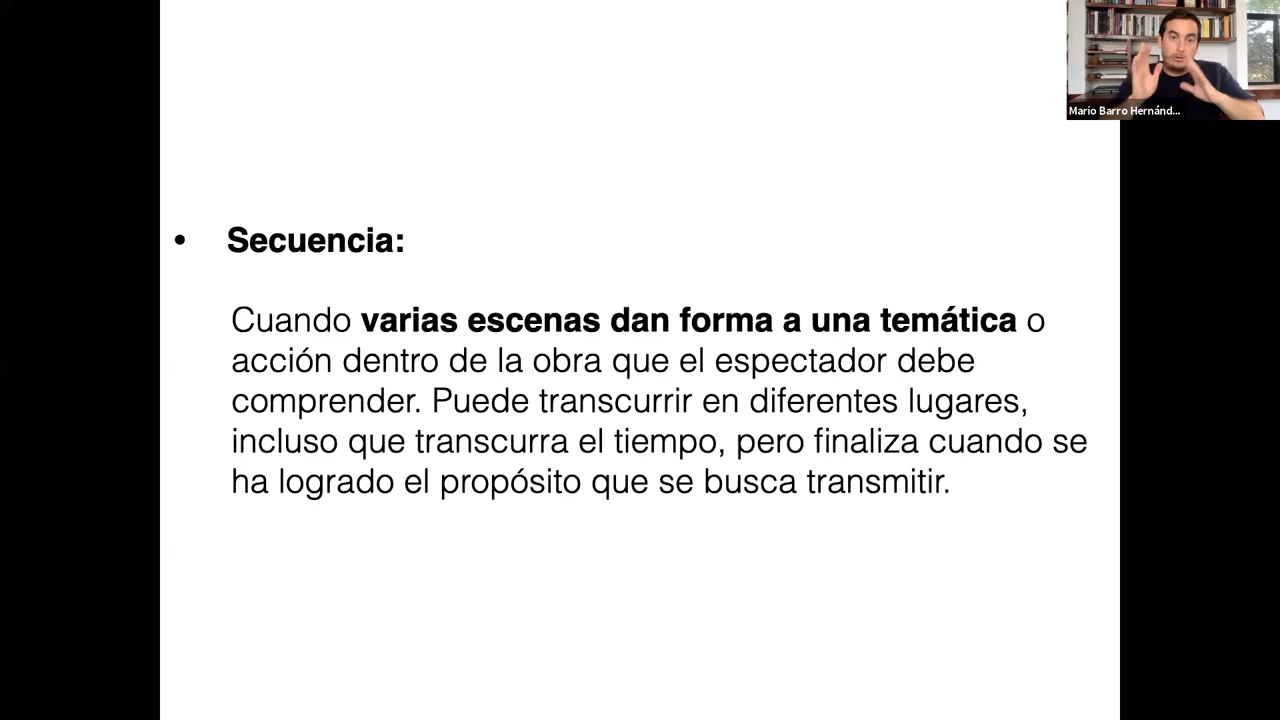 Mario Barro Hernánd...
• Secuencia:
Cuando varias escenas dan forma a una temática o
acción dentro de la obra que el espectador debe
comprender. Puede transcurrir en diferentes lugares,
incluso que transcurra el tiempo, pero finaliza cuando se
ha logrado el propósito que se busca transmitir.